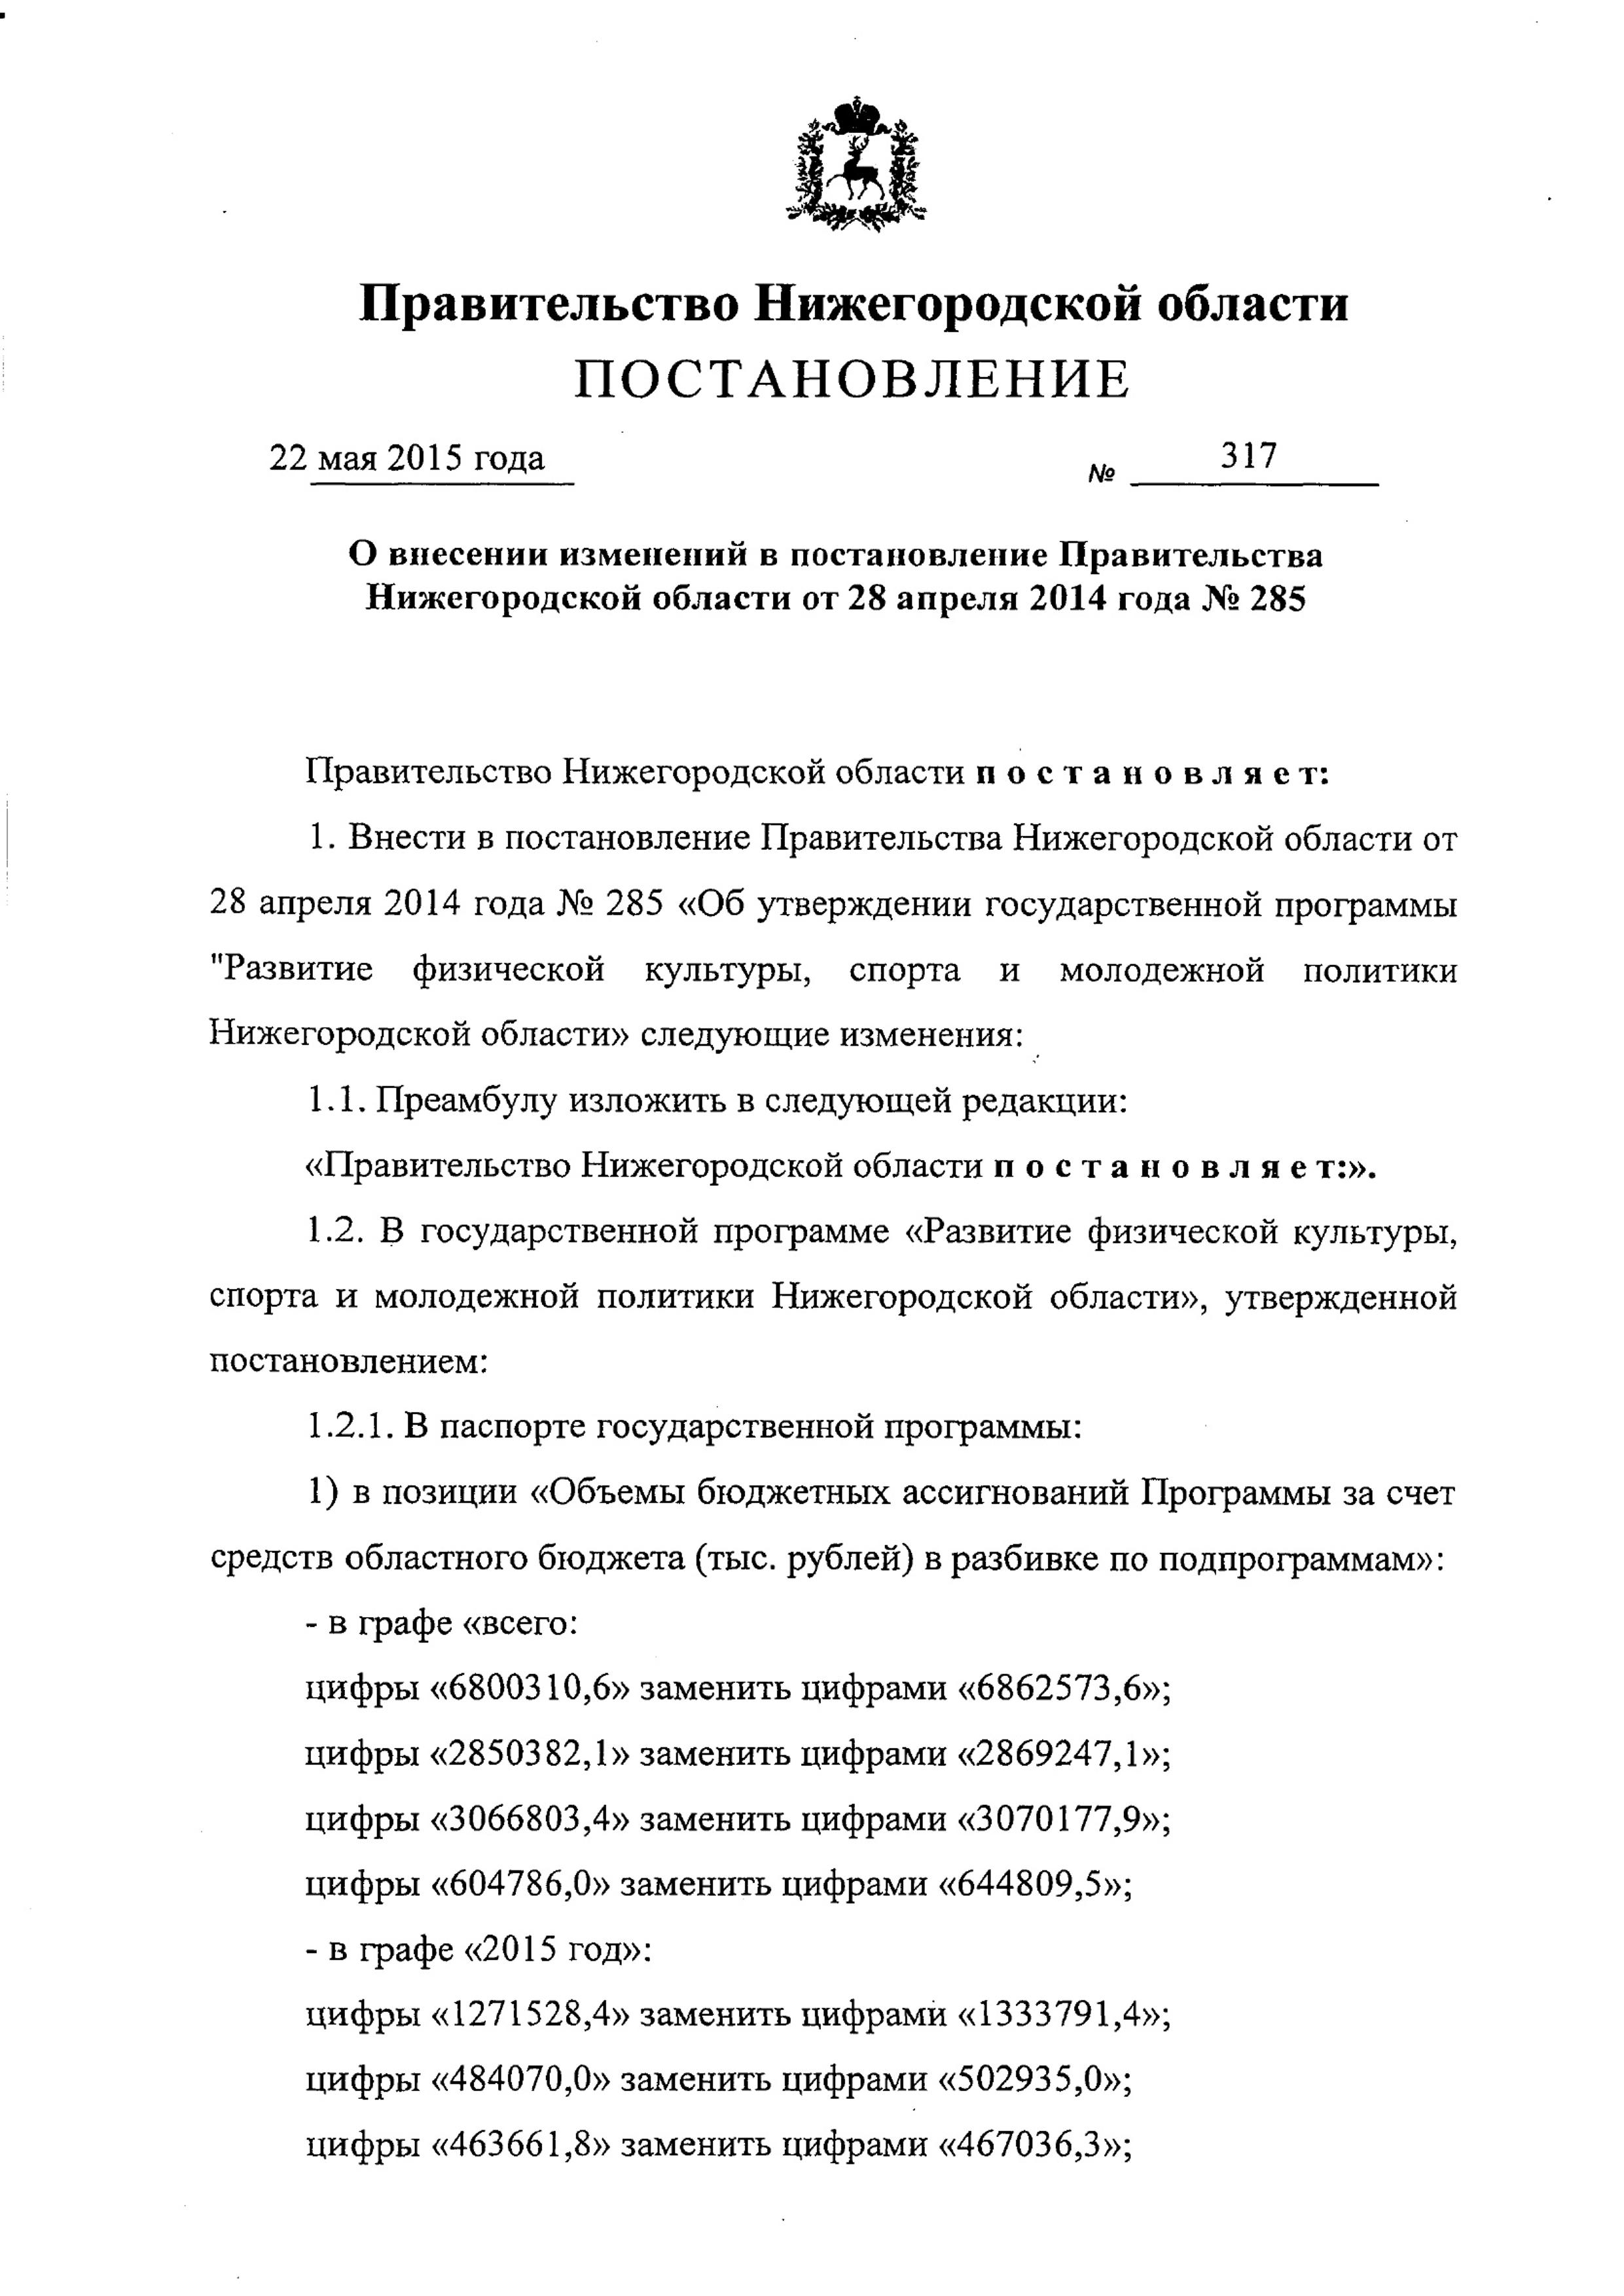 Правительство Нижегородской области
ПОСТАНОВЛЕНИЕ
22 мая 2015 года № 317
О внесении изменений в постановление Правительства
Нижегородской области от 28 апреля 2014 года № 285
Правительство Нижегородской области п о с т а н о в л я е т:
1. Внести в постановление Правительства Нижегородской области от
28 апреля 2014 года № 285 «Об утверждении государственной программы
"Развитие физической культуры, спорта и молодежной политики
Нижегородской области» следующие изменения:
1.1. Преамбулу изложить в следующей редакции:
«Правительство Нижегородской области п о с т а н о в л я е т:».
1.2. В государственной программе «Развитие физической культуры,
спорта и молодежной политики Нижегородской области», утвержденной
постановлением:
1.2.1. В паспорте государственной программы:
1) в позиции «Объемы бюджетных ассигнований Программы за счет
средств областного бюджета (тыс. рублей) в разбивке по подпрограммам»:
- в графе «всего:
цифры «6800310,6» заменить цифрами «6862573,6»;
цифры «2850382,1» заменить цифрами «2869247,1»;
цифры «3066803,4» заменить цифрами «3070177,9»;
цифры «604786,0» заменить цифрами «644809,5»;
- в графе «2015 год»:
цифры «1271528,4» заменить цифрами «1333791,4»;
цифры «484070,0» заменить цифрами «502935,0»;
цифры «463661,8» заменить цифрами «467036,3»;